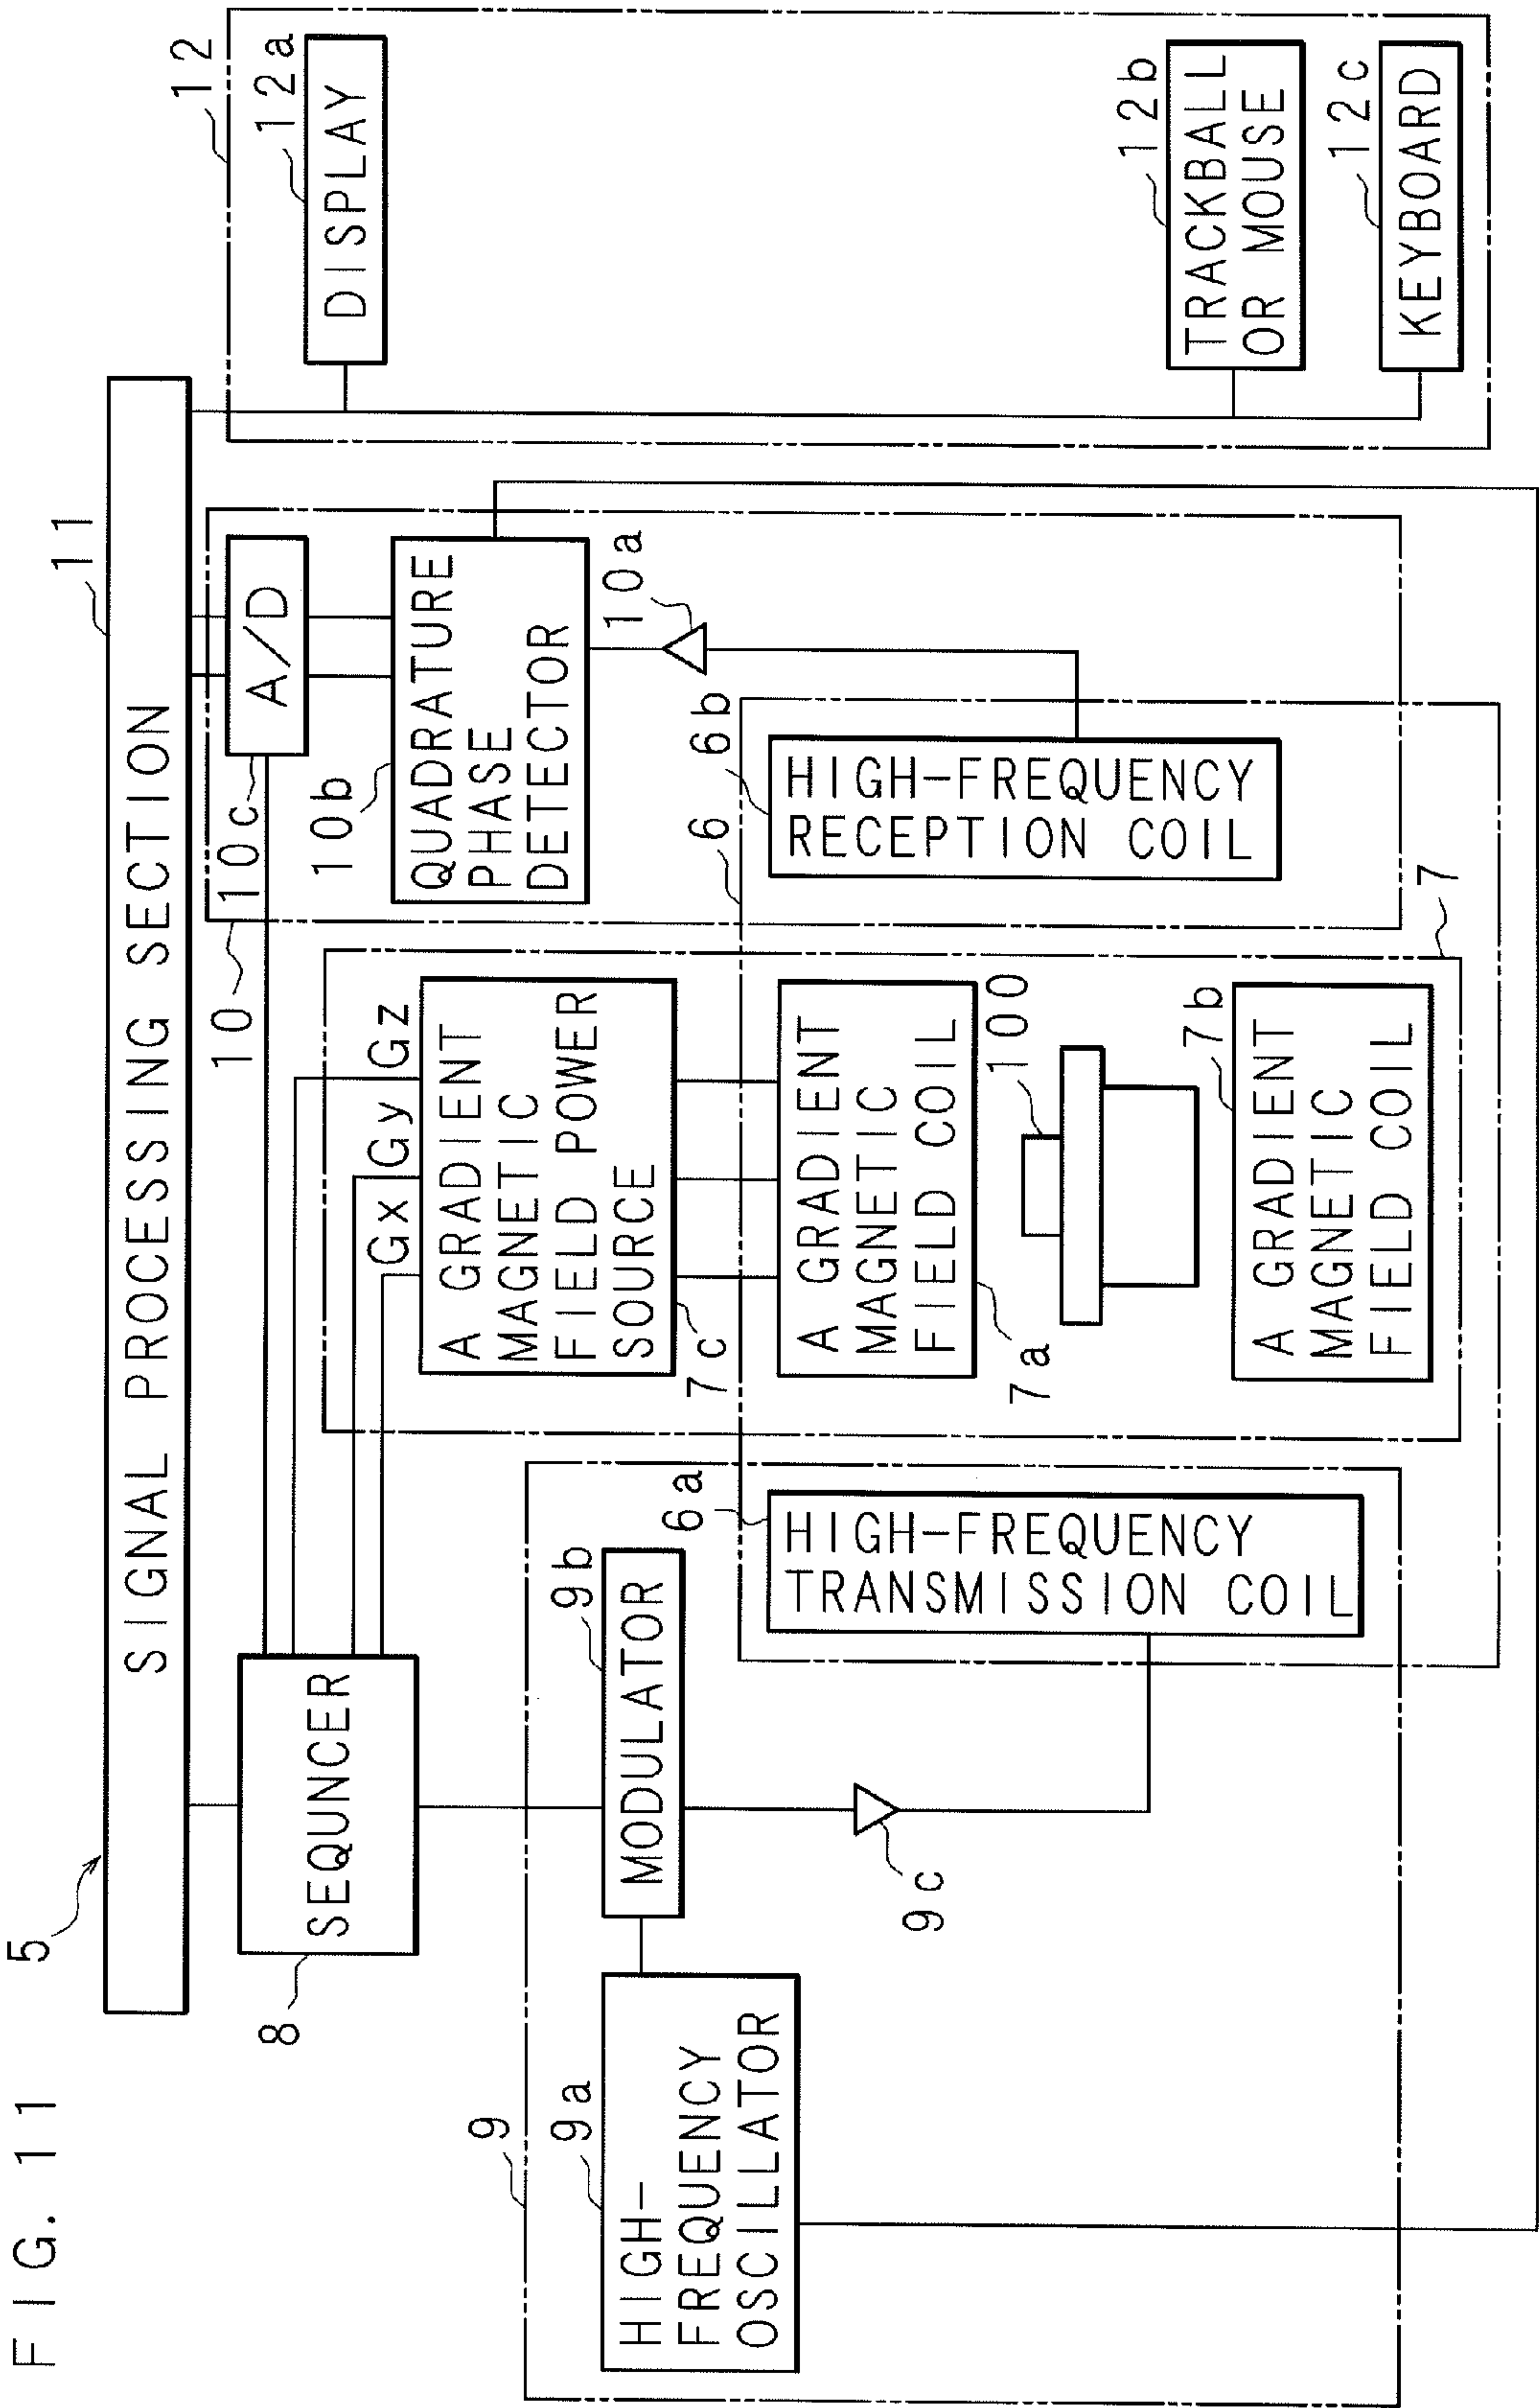 FIG. 11
5
11
SIGNAL PROCESSING SECTION
8
SEQUNCER
10
10c
A/D
12
12a
DISPLAY
Gx Gy Gz
A GRADIENT
MAGNETIC
FIELD POWER
SOURCE
7c
10b
QUADRATURE
PHASE
DETECTOR
10a
9
9a
HIGH-
FREQUENCY
OSCILLATOR
9b
MODULATOR
9c
6a
HIGH-FREQUENCY
TRANSMISSION COIL
6
6b
HIGH-FREQUENCY
RECEPTION COIL
A GRADIENT
MAGNETIC
FIELD COIL
7a
100
7b
A GRADIENT
MAGNETIC
FIELD COIL
7
12b
TRACKBALL
OR MOUSE
12c
KEYBOARD